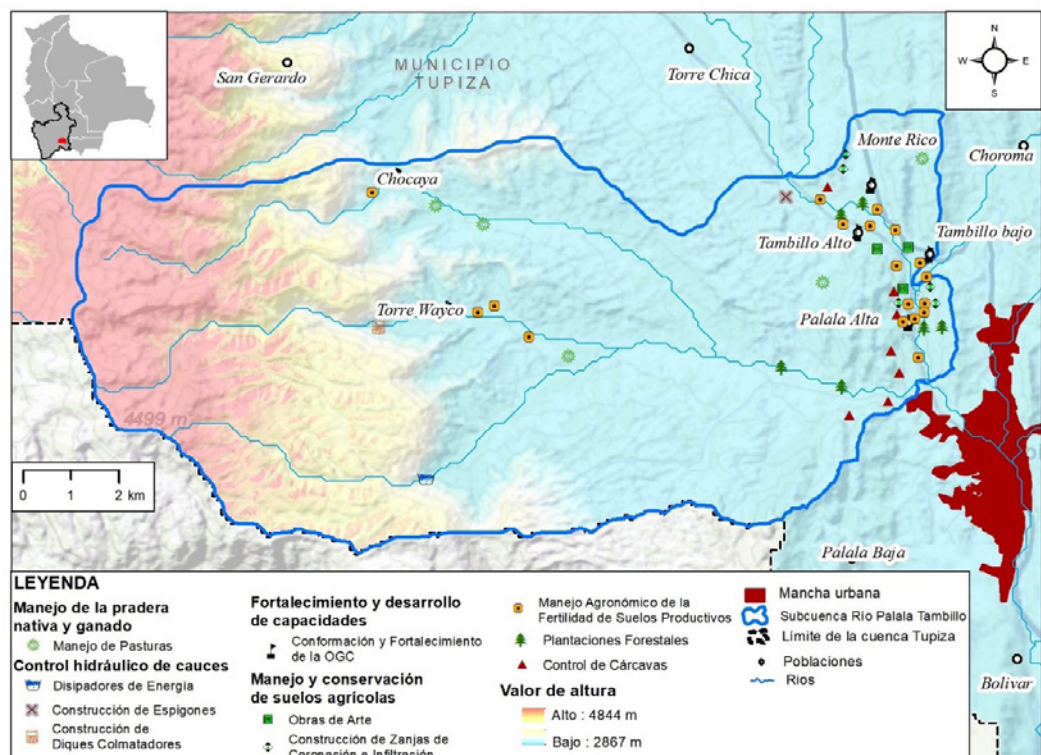 N
W E
S
San Gerardo
MUNICIPIO
TUPIZA
Torre Chica
Monte Rico
Choroma
Chocaya
Tambillo Alto
Tambillo bajo
Torre Wayco
Palala Alta
4499 m
0 1 2 km
Palala Baja
Bolivar
LEYENDA
Manejo de la pradera
nativa y ganado
Manejo de Pasturas
Control hidráulico de cauces
Disipadores de Energía
Construcción de Espigones
Construcción de
Diques Colmatadores
Fortalecimiento y desarrollo
de capacidades
Conformación y Fortalecimiento
de la OGC
Manejo y conservación
de suelos agrícolas
Obras de Arte
Construcción de Zanjas de
Coronación e Infiltración
Manejo Agronómico de la
Fertilidad de Suelos Productivos
Plantaciones Forestales
Control de Cárcavas
Valor de altura
Alto : 4844 m
Bajo : 2867 m
Mancha urbana
Subcuenca Río Palala Tambillo
Límite de la cuenca Tupiza
Poblaciones
Rios